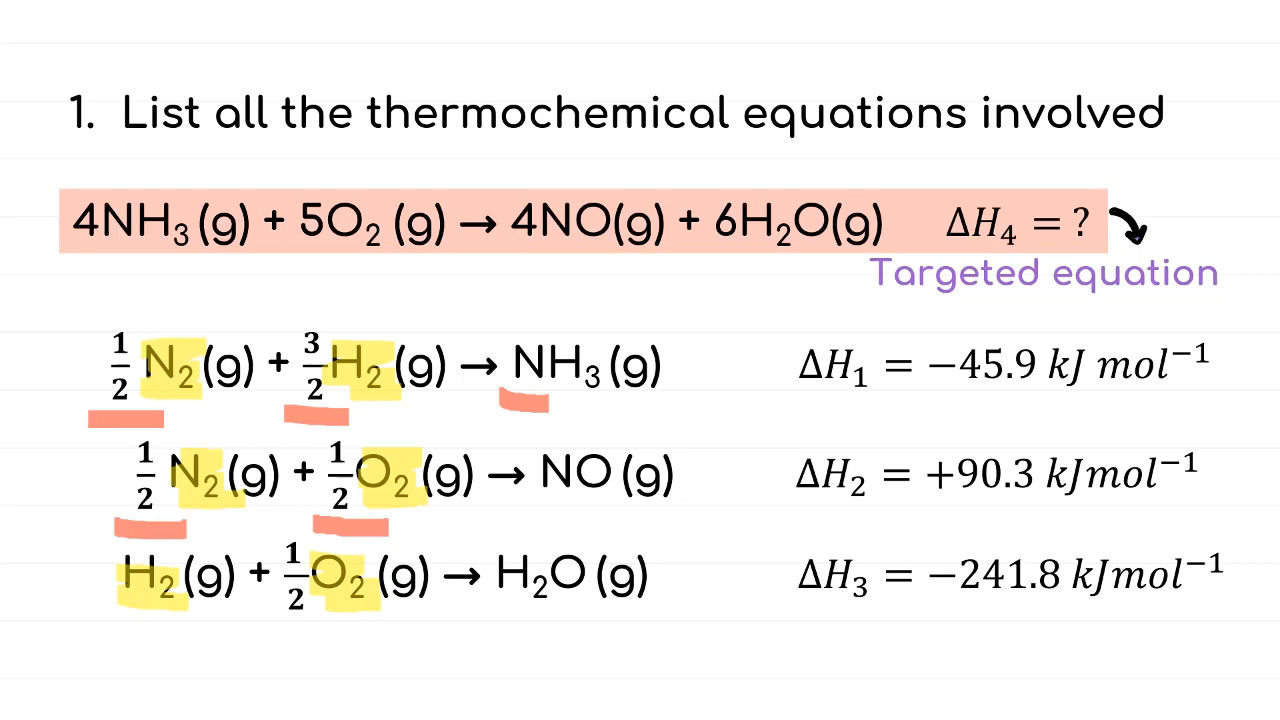 1. List all the thermochemical equations involved
4NH₃ (g) + 5O₂ (g) → 4NO(g) + 6H₂O(g) ΔH₄ = ?
Targeted equation
½ N₂ (g) + 3/2 H₂ (g) → NH₃ (g) ΔH₁ = −45.9 kJ mol⁻¹
½ N₂ (g) + ½ O₂ (g) → NO (g) ΔH₂ = +90.3 kJmol⁻¹
H₂ (g) + ½ O₂ (g) → H₂O (g) ΔH₃ = −241.8 kJmol⁻¹